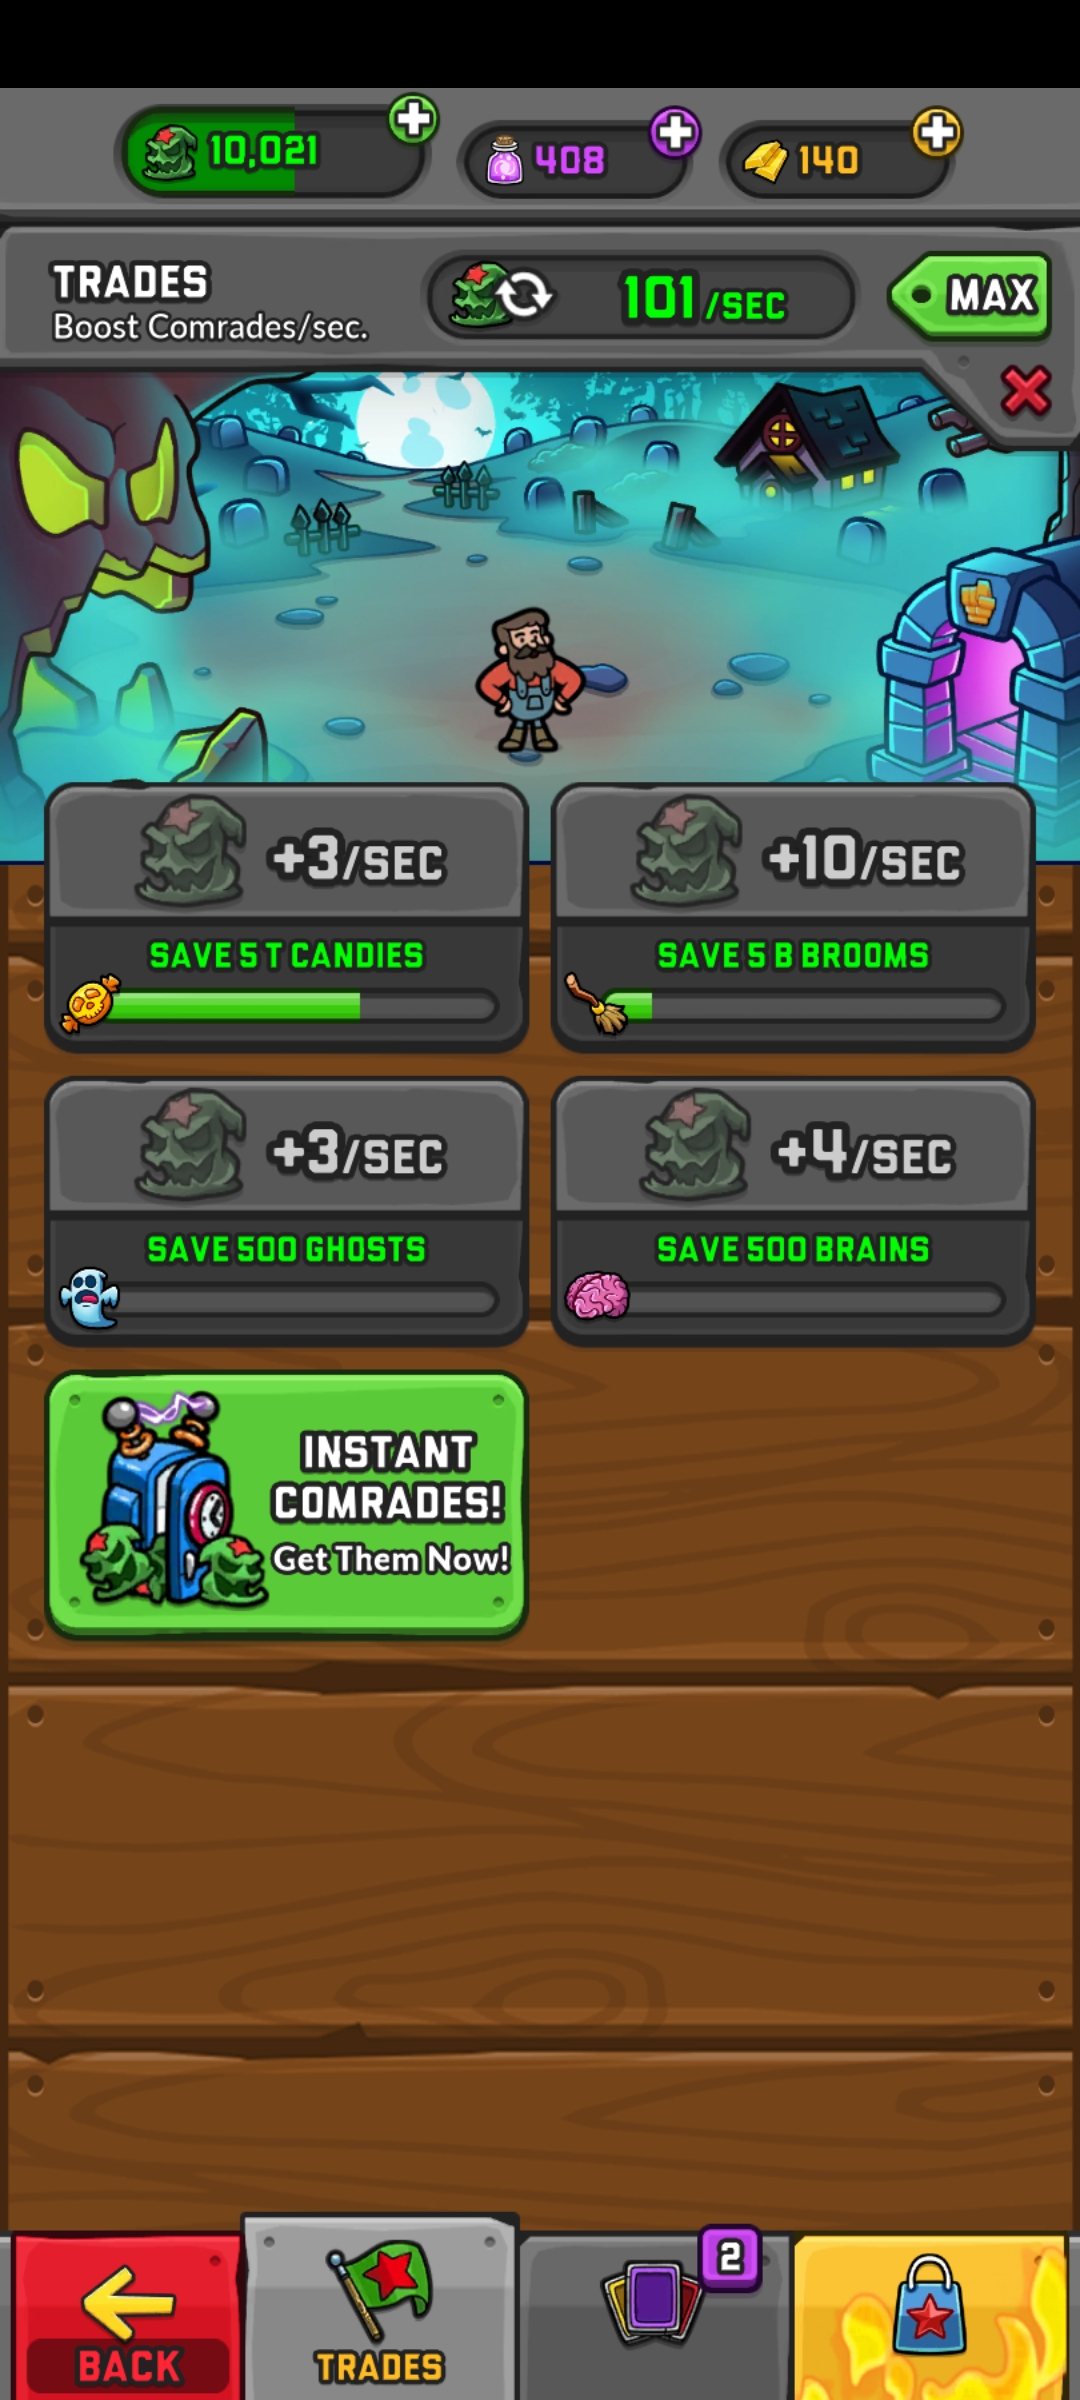 10,021
408
140
TRADES
Boost Comrades/sec.
101/SEC
MAX
+3/SEC
+10/SEC
SAVE 5 T CANDIES
SAVE 5 B BROOMS
+3/SEC
+4/SEC
SAVE 500 GHOSTS
SAVE 500 BRAINS
INSTANT
COMRADES!
Get Them Now!
2
BACK
TRADES